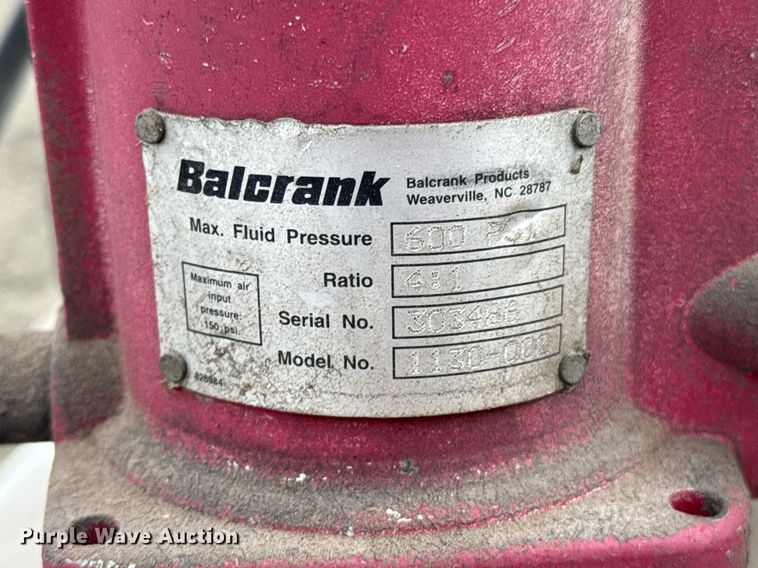 Balcrank
Balcrank Products
Weaverville, NC 28787
Max. Fluid Pressure 600 P
Ratio 4:1
Maximum air
input
pressure:
150 psi.
Serial No. 303486
Model No. 1130-002
826984
Purple Wave Auction